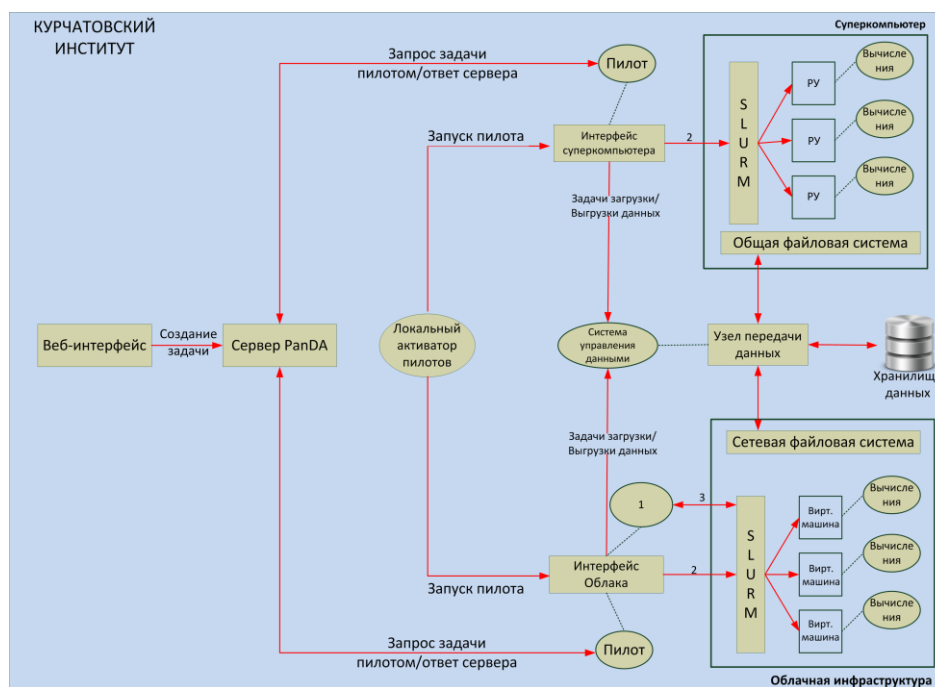 КУРЧАТОВСКИЙ
ИНСТИТУТ
Суперкомпьютер
Запрос задачи
пилотом/ответ сервера
Пилот
Вычисле
ния
РУ
Запуск пилота
Интерфейс
суперкомпьютера
2
S
L
U
R
M
РУ
Вычисле
ния
РУ
Вычисле
ния
Задачи загрузки/
Выгрузки данных
Общая файловая система
Веб-интерфейс
Создание
задачи
Сервер PanDA
Локальный
активатор
пилотов
Система
управления
данными
Узел передачи
данных
Хранилищ
данных
Сетевая файловая система
Задачи загрузки/
Выгрузки данных
1
3
Вычисле
ния
Вирт.
машина
S
L
U
R
M
Запуск пилота
Интерфейс
Облака
2
Вирт.
машина
Вычисле
ния
Вирт.
машина
Вычисле
ния
Запрос задачи
пилотом/ответ сервера
Пилот
Облачная инфраструктура